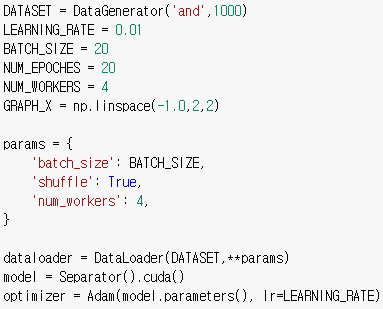 DATASET = DataGenerator('and',1000)
LEARNING_RATE = 0.01
BATCH_SIZE = 20
NUM_EPOCHES = 20
NUM_WORKERS = 4
GRAPH_X = np.linspace(-1.0,2,2)
params = {
'batch_size': BATCH_SIZE,
'shuffle': True,
'num_workers': 4,
}
dataloader = DataLoader(DATASET,**params)
model = Separator().cuda()
optimizer = Adam(model.parameters(), lr=LEARNING_RATE)